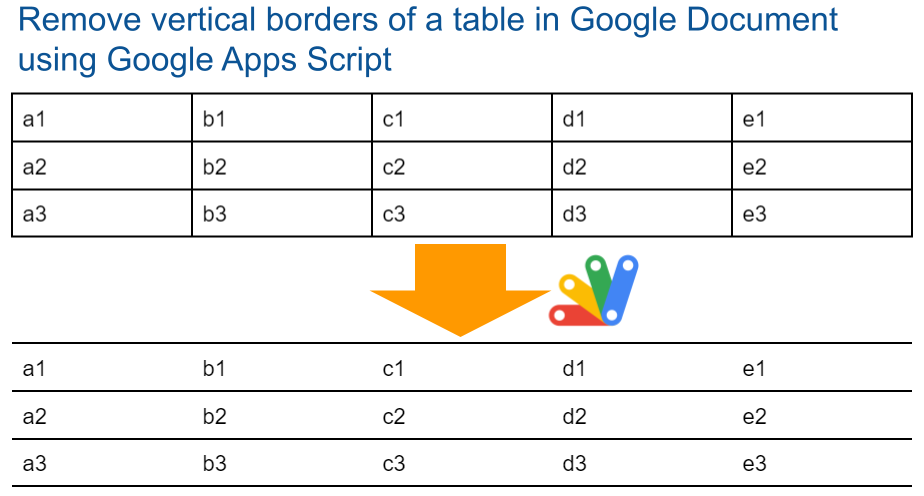 Remove vertical borders of a table in Google Document
using Google Apps Script
a1 b1 c1 d1 e1
a2 b2 c2 d2 e2
a3 b3 c3 d3 e3
a1 b1 c1 d1 e1
a2 b2 c2 d2 e2
a3 b3 c3 d3 e3